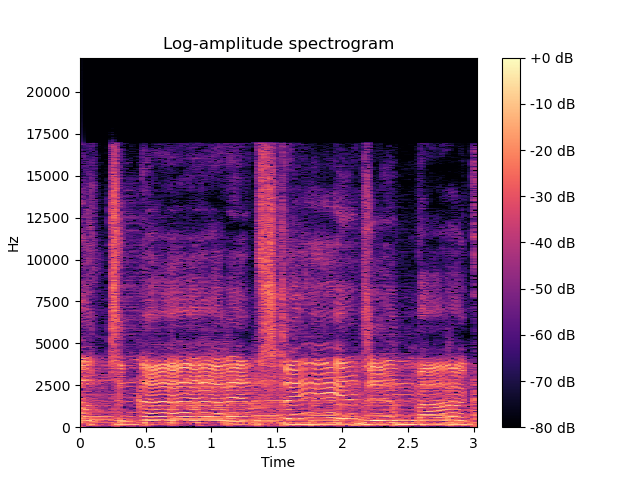 Log-amplitude spectrogram
Hz
20000
17500
15000
12500
10000
7500
5000
2500
0
0 0.5 1 1.5 2 2.5 3
Time
+0 dB
-10 dB
-20 dB
-30 dB
-40 dB
-50 dB
-60 dB
-70 dB
-80 dB